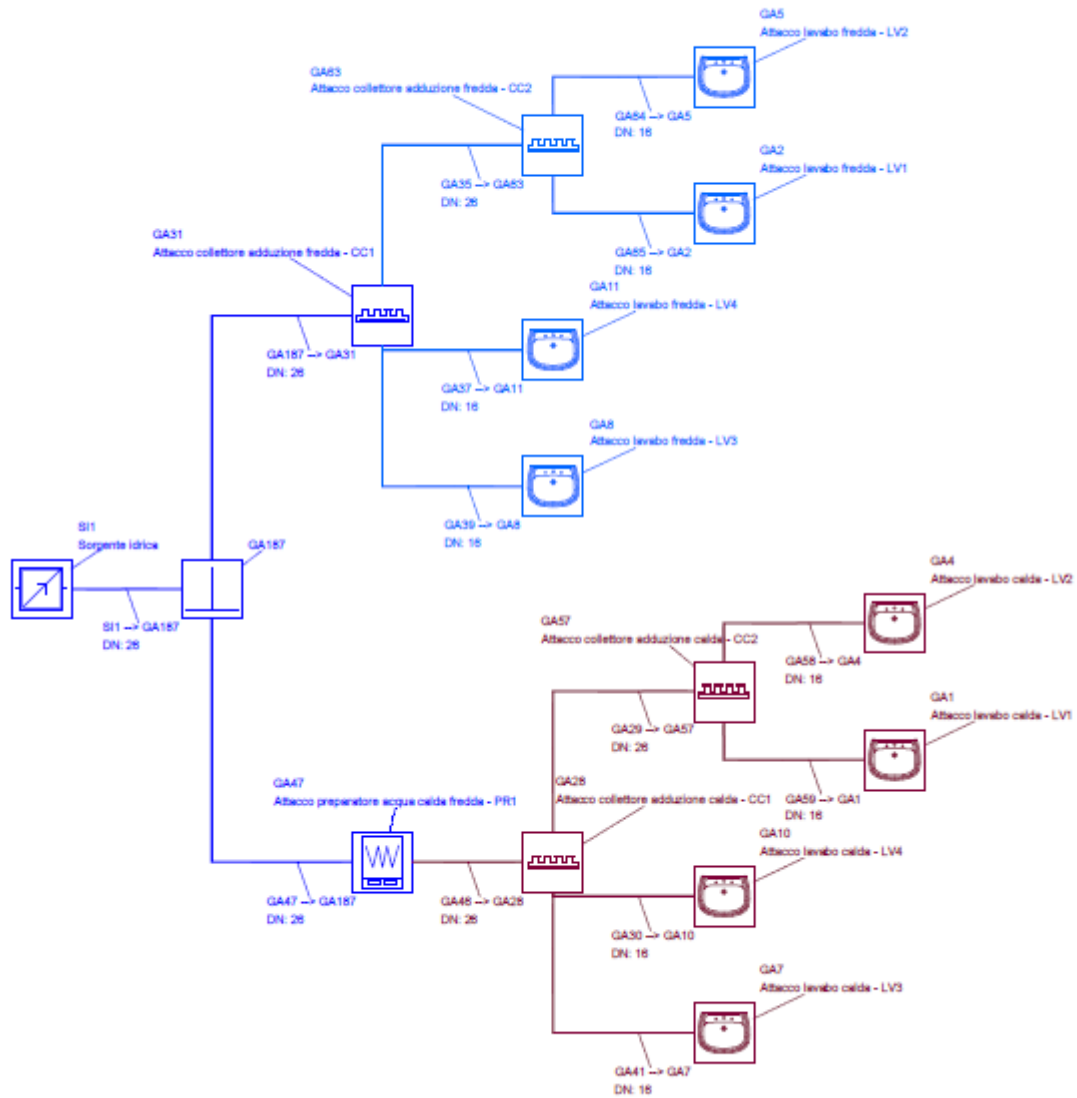 GA5
Attacco lavabo fredda - LV2
GA63
Attacco collettore adduzione fredda - CC2
GA64 --> GA5
DN: 16
GA2
Attacco lavabo fredda - LV1
GA35 --> GA63
DN: 26
GA31
Attacco collettore adduzione fredda - CC1
GA65 --> GA2
DN: 16
GA11
Attacco lavabo fredda - LV4
GA187 --> GA31
DN: 26
GA37 --> GA11
DN: 16
GA8
Attacco lavabo fredda - LV3
GA39 --> GA8
DN: 16
SI1
Sorgente idrica
GA187
SI1 --> GA187
DN: 26
GA4
Attacco lavabo calda - LV2
GA57
Attacco collettore adduzione calda - CC2
GA58 --> GA4
DN: 16
GA1
Attacco lavabo calda - LV1
GA29 --> GA57
DN: 26
GA47
Attacco preparatore acqua calda fredda - PR1
GA28
Attacco collettore adduzione calda - CC1
GA59 --> GA1
DN: 16
GA10
Attacco lavabo calda - LV4
GA47 --> GA187
DN: 26
GA48 --> GA28
DN: 26
GA30 --> GA10
DN: 16
GA7
Attacco lavabo calda - LV3
GA41 --> GA7
DN: 16